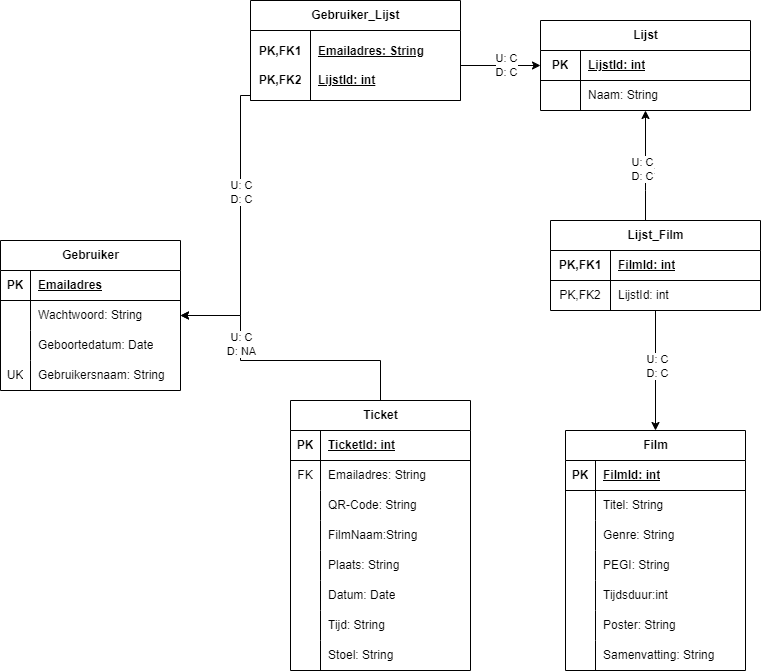 Gebruiker_Lijst
PK,FK1 Emailadres: String
PK,FK2 LijstId: int
U: C
D: C
Lijst
PK LijstId: int
Naam: String
U: C
D: C
U: C
D: C
Lijst_Film
PK,FK1 FilmId: int
PK,FK2 LijstId: int
Gebruiker
PK Emailadres
Wachtwoord: String
Geboortedatum: Date
UK Gebruikersnaam: String
U: C
D: NA
U: C
D: C
Ticket
PK TicketId: int
FK Emailadres: String
QR-Code: String
FilmNaam:String
Plaats: String
Datum: Date
Tijd: String
Stoel: String
Film
PK FilmId: int
Titel: String
Genre: String
PEGI: String
Tijdsduur:int
Poster: String
Samenvatting: String